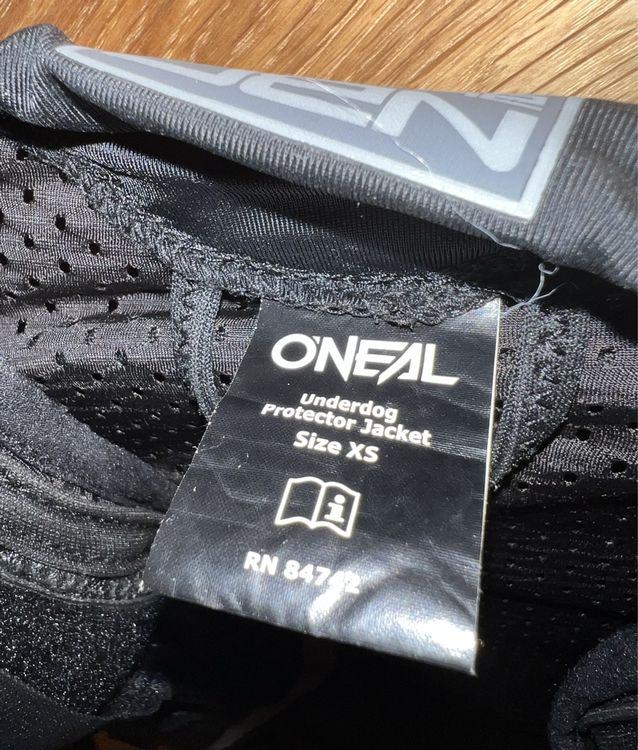 O'NEAL
Underdog
Protector Jacket
Size XS
i
RN 84742